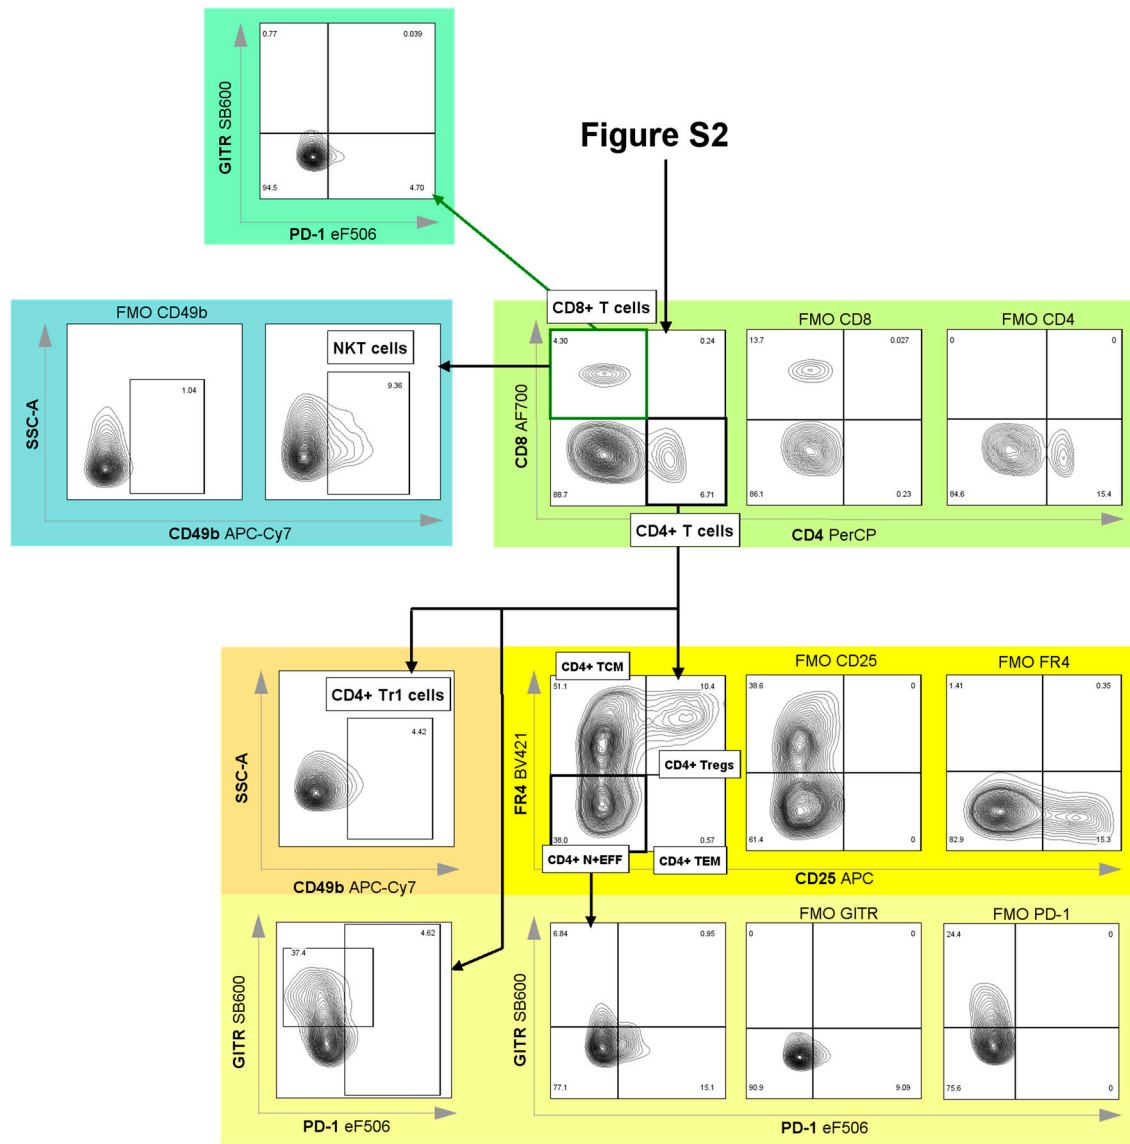 0.77
0.039
GITR SB600
94.5
4.70
PD-1 eF506
Figure S2
CD8+ T cells
FMO CD49b
NKT cells
1.04
9.36
SSC-A
CD49b APC-Cy7
FMO CD8
FMO CD4
4.30
0.24
13.7
0.027
0
0
CD8 AF700
88.7
6.71
86.1
0.23
84.6
15.4
CD4+ T cells
CD4 PerCP
CD4+ Tr1 cells
4.42
SSC-A
CD49b APC-Cy7
CD4+ TCM
FMO CD25
FMO FR4
51.1
10.4
38.6
0
1.41
0.35
CD4+ Tregs
FR4 BV421
38.0
0.57
61.4
0
82.9
15.3
CD4+ N+EFF
CD4+ TEM
CD25 APC
4.62
37.4
GITR SB600
PD-1 eF506
FMO GITR
FMO PD-1
6.84
0.95
0
0
24.4
0
GITR SB600
77.1
15.1
90.9
9.09
75.6
0
PD-1 eF506